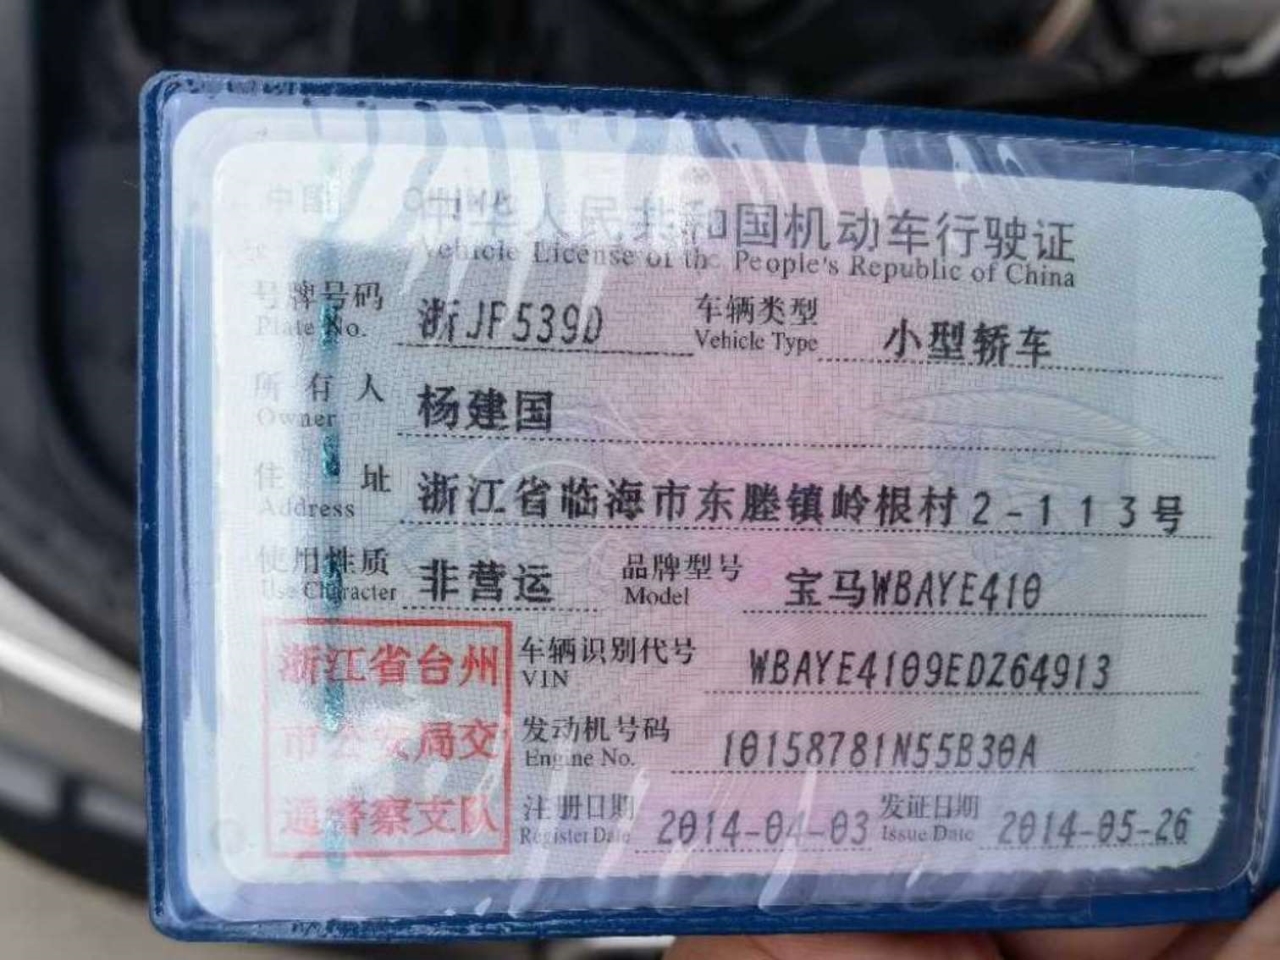 中国 CHINA
中华人民共和国机动车行驶证
Vehicle License of the People's Republic of China
号牌号码 浙JP539D 车辆类型 小型轿车
Plate No. Vehicle Type
所有人 杨建国
Owner
住址 浙江省临海市东塍镇岭根村2-113号
Address
使用性质 非营运 品牌型号 宝马WBAYE410
Use Character Model
浙江省台州 车辆识别代号 WBAYE4109EDZ64913
VIN
市公安局交 发动机号码 10158781N55B30A
Engine No.
通警察支队 注册日期 2014-04-03 发证日期 2014-05-26
Register Date Issue Date